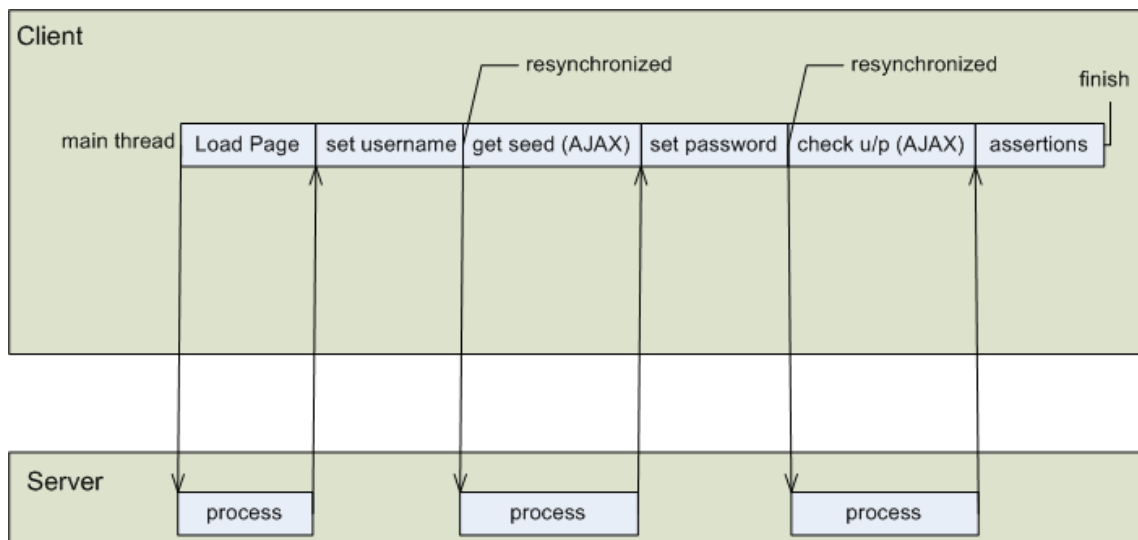 Client
resynchronized
resynchronized
finish
main thread
Load Page
set username
get seed (AJAX)
set password
check u/p (AJAX)
assertions
Server
process
process
process